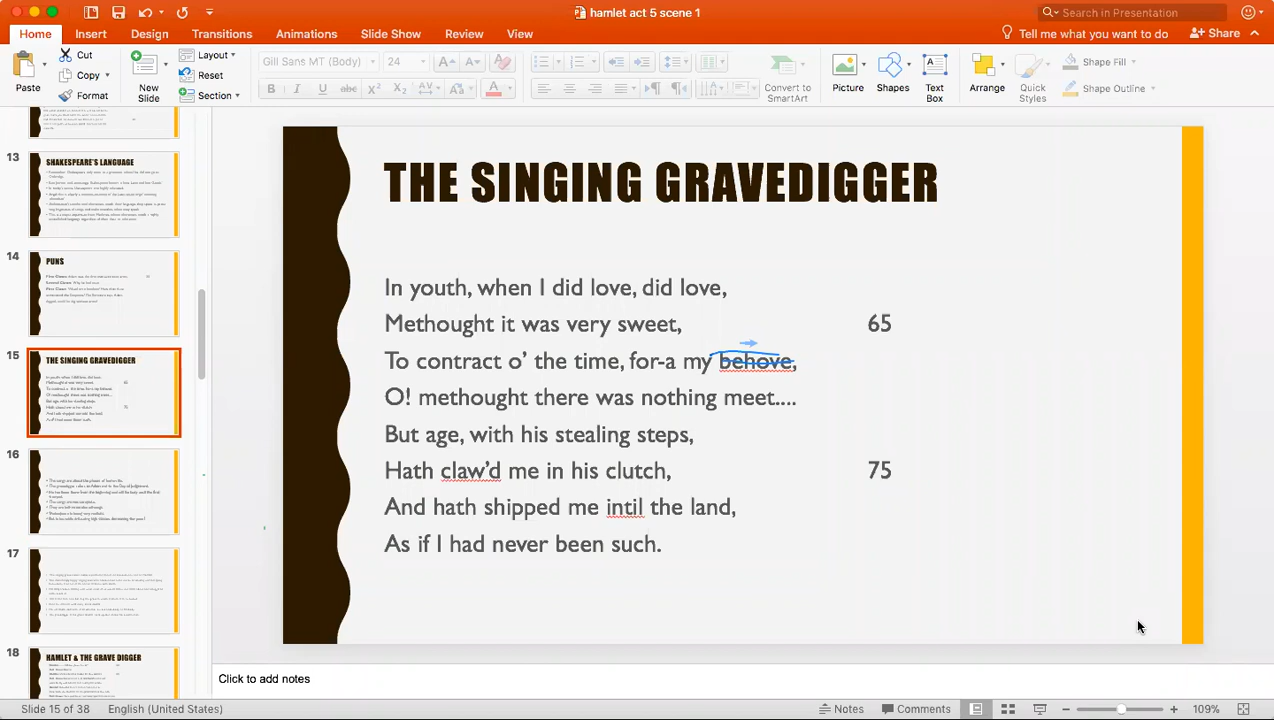 hamlet act 5 scene 1
Search in Presentation
Home Insert Design Transitions Animations Slide Show Review View
Tell me what you want to do
Share
Paste
Cut
Copy
Format
New Slide
Layout
Reset
Section
Gill Sans MT (Body) 24
B I U abc X² X₂ AV Aa A
Convert to SmartArt
Picture
Shapes
Text Box
Arrange
Quick Styles
Shape Fill
Shape Outline
13
SHAKESPEARE'S LANGUAGE
14
PUNS
15
THE SINGING GRAVEDIGGER
16
17
18
HAMLET & THE GRAVE DIGGER
THE SINGING GRAVEDIGGER
In youth, when I did love, did love,
Methought it was very sweet, 65
To contract o’ the time, for-a my behove,
O! methought there was nothing meet....
But age, with his stealing steps,
Hath claw’d me in his clutch, 75
And hath shipped me intil the land,
As if I had never been such.
Click to add notes
Slide 15 of 38 English (United States) Notes Comments 109%